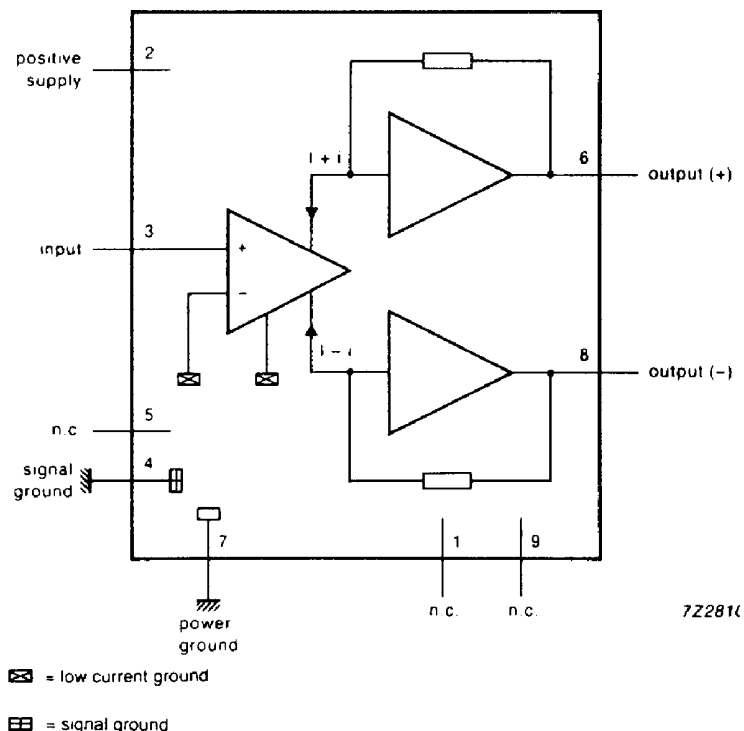 positive
supply
2
I + i
6
output (+)
input
3
+
−
I − i
8
output (−)
n.c
5
signal
ground
4
7
1
9
n.c.
n.c.
power
ground
7Z2810
= low current ground
= signal ground